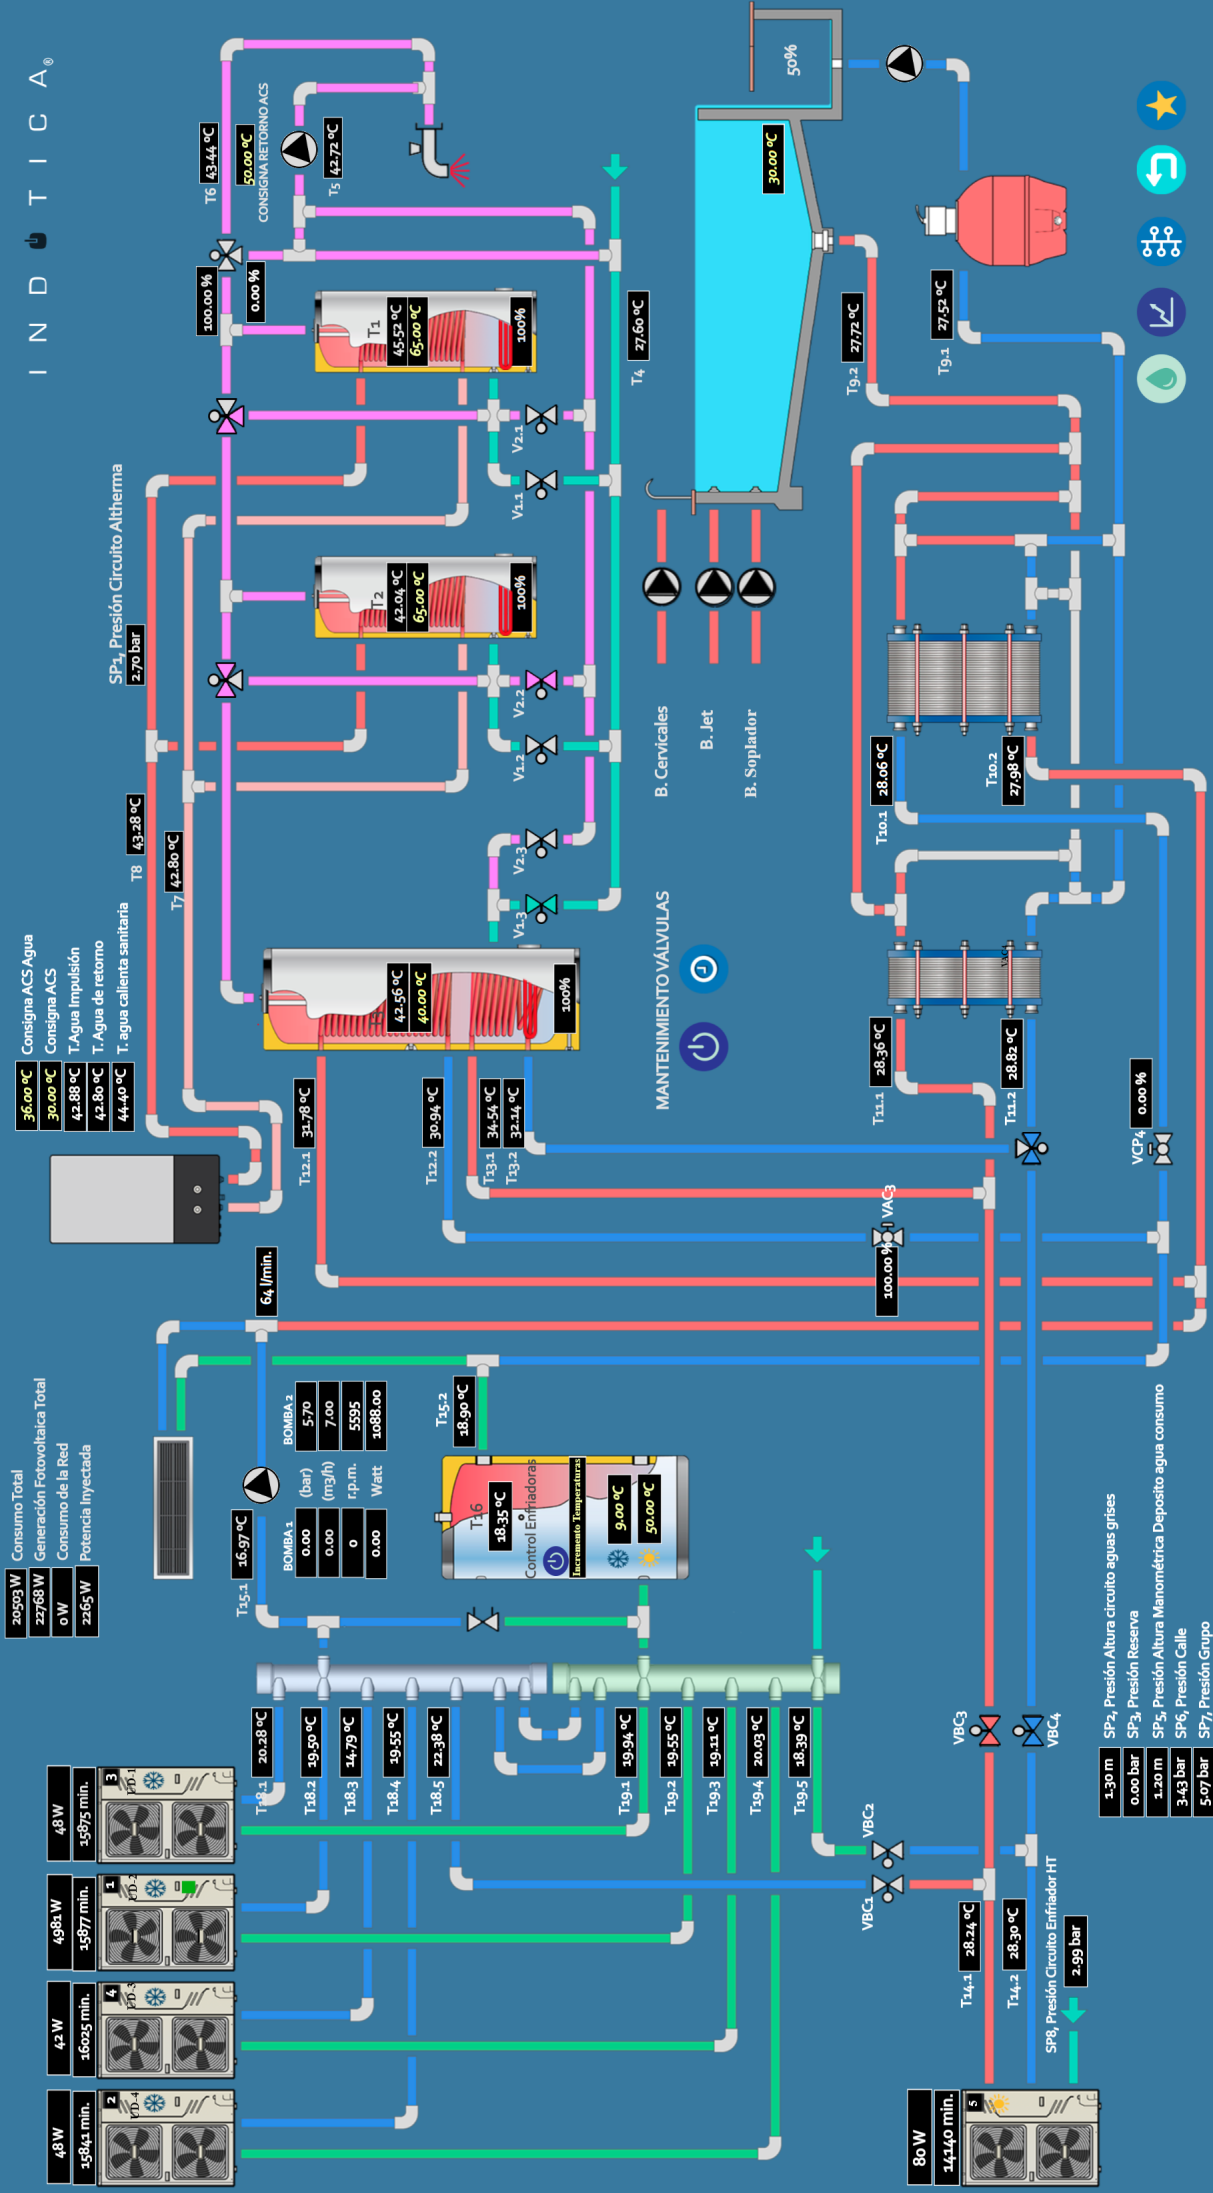 INDOTICA®
36.00 ºC Consigna ACS Agua
30.00 ºC Consigna ACS
42.88 ºC T.Agua Impulsión
42.80 ºC T. Agua de retorno
44.40 ºC T. agua calienta sanitaria
20503 W Consumo Total
22768 W Generación Fotovoltaica Total
0 W Consumo de la Red
2265 W Potencia Inyectada
SP1, Presión Circuito Altherma
2.70 bar
T8 43.28 ºC
T7 42.80 ºC
T6 43.44 ºC
50.00 ºC
CONSIGNA RETORNO ACS
T5 42.72 ºC
100.00 %
0.00 %
T1
45.52 ºC
65.00 ºC
100%
T2
42.04 ºC
65.00 ºC
100%
42.56 ºC
40.00 ºC
100%
V2.1
V1.1
V2.2
V1.2
V2.3
V1.3
T4 27.60 ºC
50%
30.00 ºC
B. Cervicales
B. Jet
B. Soplador
MANTENIMIENTO VÁLVULAS
T9.2 27.72 ºC
T9.1 27.52 ºC
T10.1 28.06 ºC
T10.2 27.98 ºC
T11.1 28.36 ºC
T11.2 28.82 ºC
VCP4 0.00 %
VAC3 100.00 %
T12.1 31.78 ºC
T12.2 30.94 ºC
T13.1 34.54 ºC
T13.2 32.14 ºC
64 l/min.
T15.1 16.97 ºC
BOMBA 1 BOMBA 2
0.00 (bar) 5.70
0.00 (m3/h) 7.00
0 r.p.m. 5595
0.00 Watt 1088.00
T15.2 18.90 ºC
T16
18.35 ºC
Control Enfriadoras
Incremento Temperaturas
9.00 ºC
50.00 ºC
48 W
15875 min.
3
UD-1
4981 W
15877 min.
1
UD-2
42 W
16025 min.
4
UD-3
48 W
15841 min.
2
UD-4
T18.1 20.28 ºC
T18.2 19.50 ºC
T18.3 14.79 ºC
T18.4 19.55 ºC
T18.5 22.38 ºC
T19.1 19.94 ºC
T19.2 19.55 ºC
T19.3 19.11 ºC
T19.4 20.03 ºC
T19.5 18.39 ºC
VBC1
VBC2
VBC3
VBC4
T14.1 28.24 ºC
T14.2 28.30 ºC
SP8, Presión Circuito Enfriador HT
2.99 bar
80 W
14140 min.
5
1.30 m SP2, Presión Altura circuito aguas grises
0.00 bar SP3, Presión Reserva
1.20 m SP5, Presión Altura Manométrica Deposito agua consumo
3.43 bar SP6, Presión Calle
5.07 bar SP7, Presión Grupo